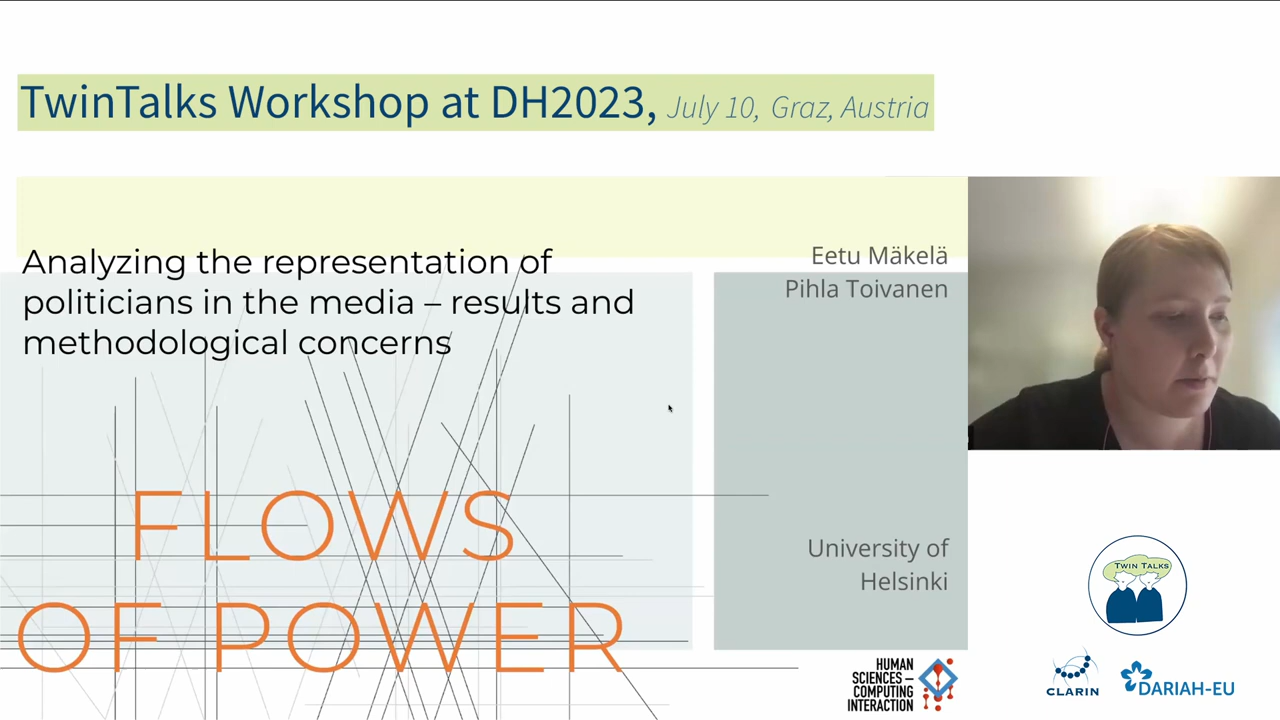 TwinTalks Workshop at DH2023, July 10, Graz, Austria
Analyzing the representation of
politicians in the media – results and
methodological concerns
Eetu Mäkelä
Pihla Toivanen
FLOWS
OF POWER
University of
Helsinki
HUMAN
SCIENCES –
COMPUTING
INTERACTION
TWIN TALKS
CLARIN
DARIAH-EU